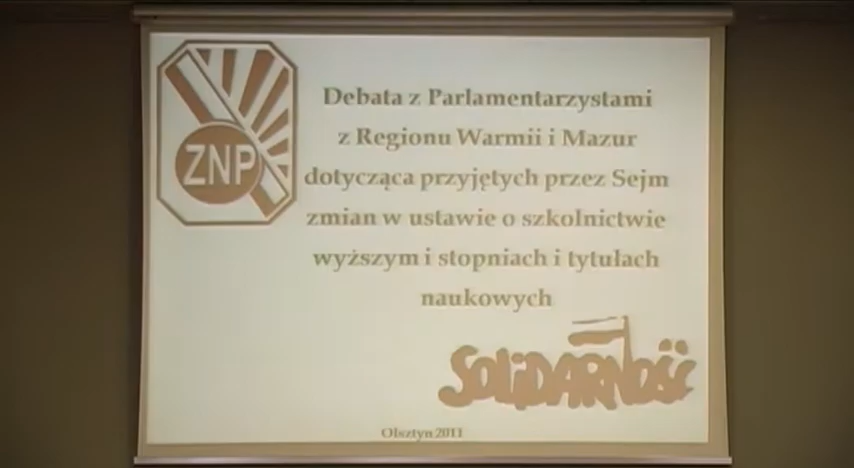 ZNP
Debata z Parlamentarzystami
z Regionu Warmii i Mazur
dotycząca przyjętych przez Sejm
zmian w ustawie o szkolnictwie
wyższym i stopniach i tytułach
naukowych
SOLIDARNOŚĆ
Olsztyn 2011